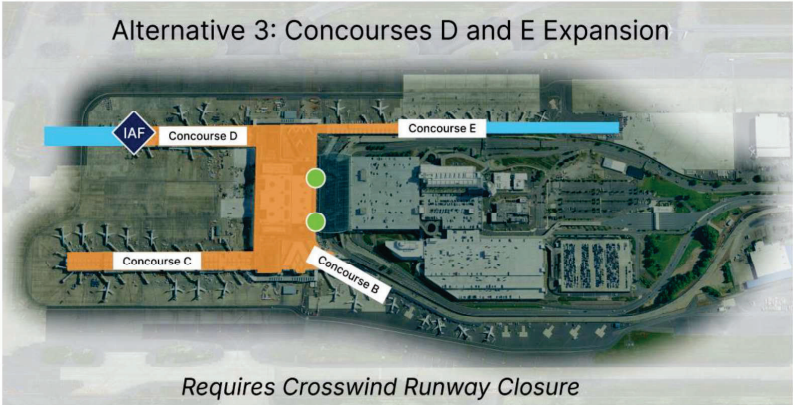 Alternative 3: Concourses D and E Expansion
IAF
Concourse D
Concourse E
Concourse C
Concourse B
Requires Crosswind Runway Closure